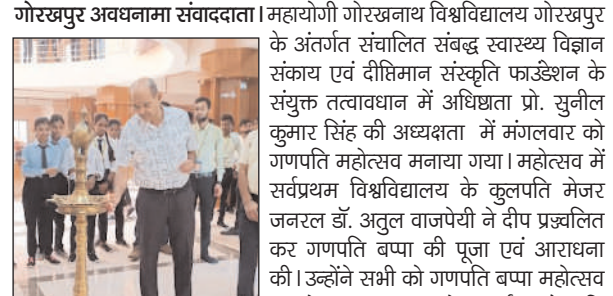 गोरखपुर अवधनामा संवाददाता। महायोगी गोरखनाथ विश्वविद्यालय गोरखपुर
के अंतर्गत संचालित संबद्ध स्वास्थ्य विज्ञान
संकाय एवं दीप्तिमान संस्कृति फाउंडेशन के
संयुक्त तत्वावधान में अधिष्ठाता प्रो. सुनील
कुमार सिंह की अध्यक्षता में मंगलवार को
गणपति महोत्सव मनाया गया। महोत्सव में
सर्वप्रथम विश्वविद्यालय के कुलपति मेजर
जनरल डॉ. अतुल वाजपेयी ने दीप प्रज्वलित
कर गणपति बप्पा की पूजा एवं आराधना
की। उन्होंने सभी को गणपति बप्पा महोत्सव